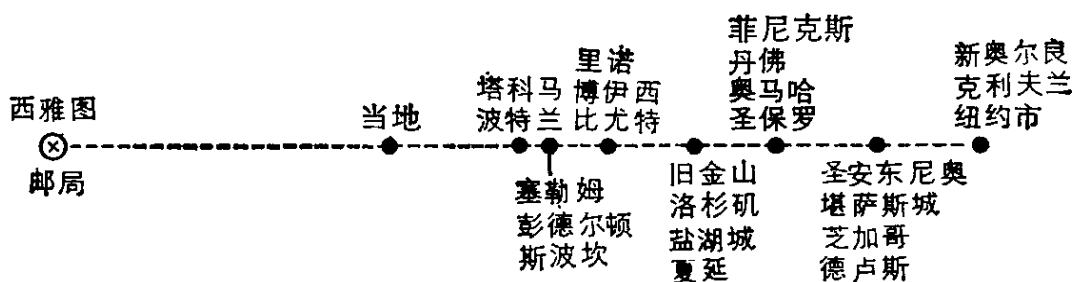 西雅图
邮局
当地
塔科马
波特兰
塞勒姆
彭德尔顿
斯波坎
里诺
博伊西
比尤特
旧金山
洛杉矶
盐湖城
夏延
菲尼克斯
丹佛
奥马哈
圣保罗
圣安东尼奥
堪萨斯城
芝加哥
德卢斯
新奥尔良
克利夫兰
纽约市